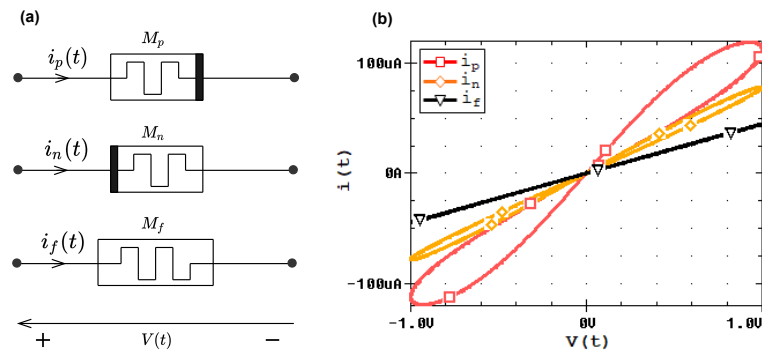 (a)
M_p
i_p(t)
M_n
i_n(t)
M_f
i_f(t)
+ V(t) −
(b)
i_p
i_n
i_f
100uA
0A
-100uA
i(t)
-1.0V 0V 1.0V
V(t)